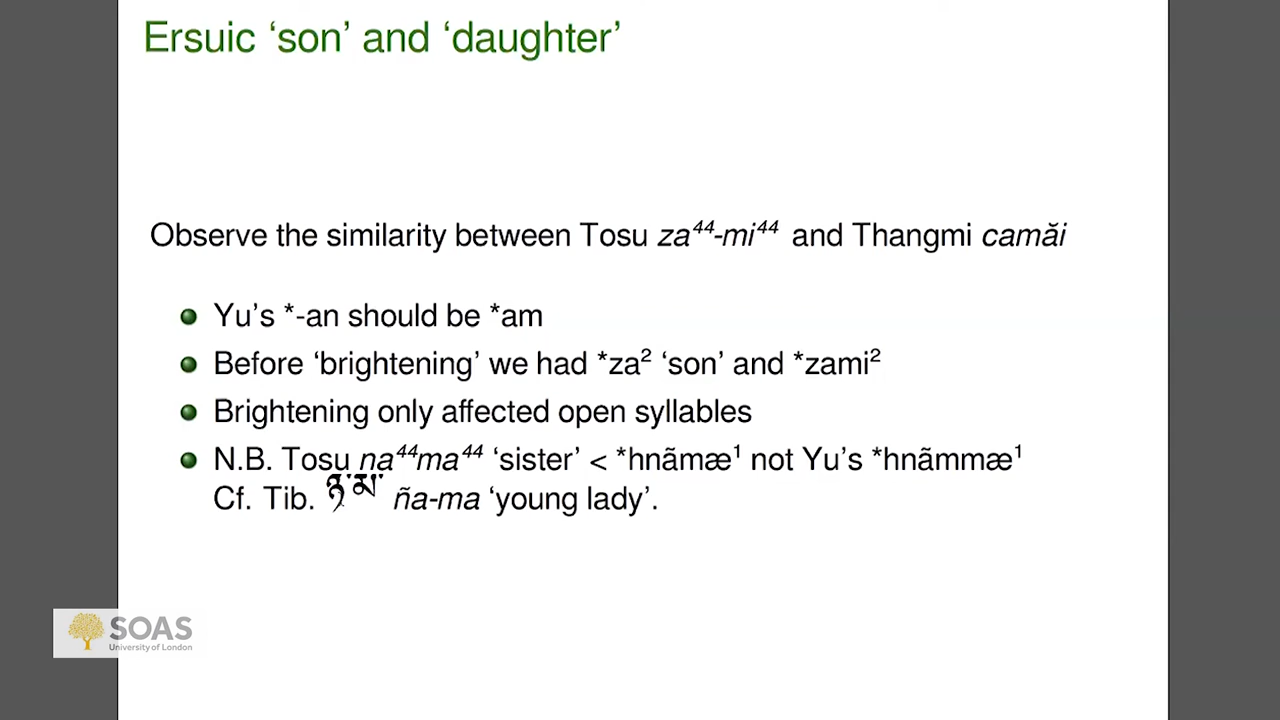 Ersuic ‘son’ and ‘daughter’
Observe the similarity between Tosu za⁴⁴-mi⁴⁴ and Thangmi camăi
Yu’s *-an should be *am
Before ‘brightening’ we had *za² ‘son’ and *zami²
Brightening only affected open syllables
N.B. Tosu na⁴⁴ma⁴⁴ ‘sister’ < *hnãmæ¹ not Yu’s *hnãmmæ¹
Cf. Tib. ཉ་མ་ ña-ma ‘young lady’.
SOAS
University of London